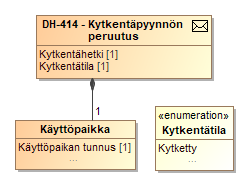 DH-414 - Kytkentäpyynnön
peruutus
Kytkentähetki [1]
Kytkentätila [1]
1
Käyttöpaikka
Käyttöpaikan tunnus [1]
...
«enumeration»
Kytkentätila
Kytketty
...